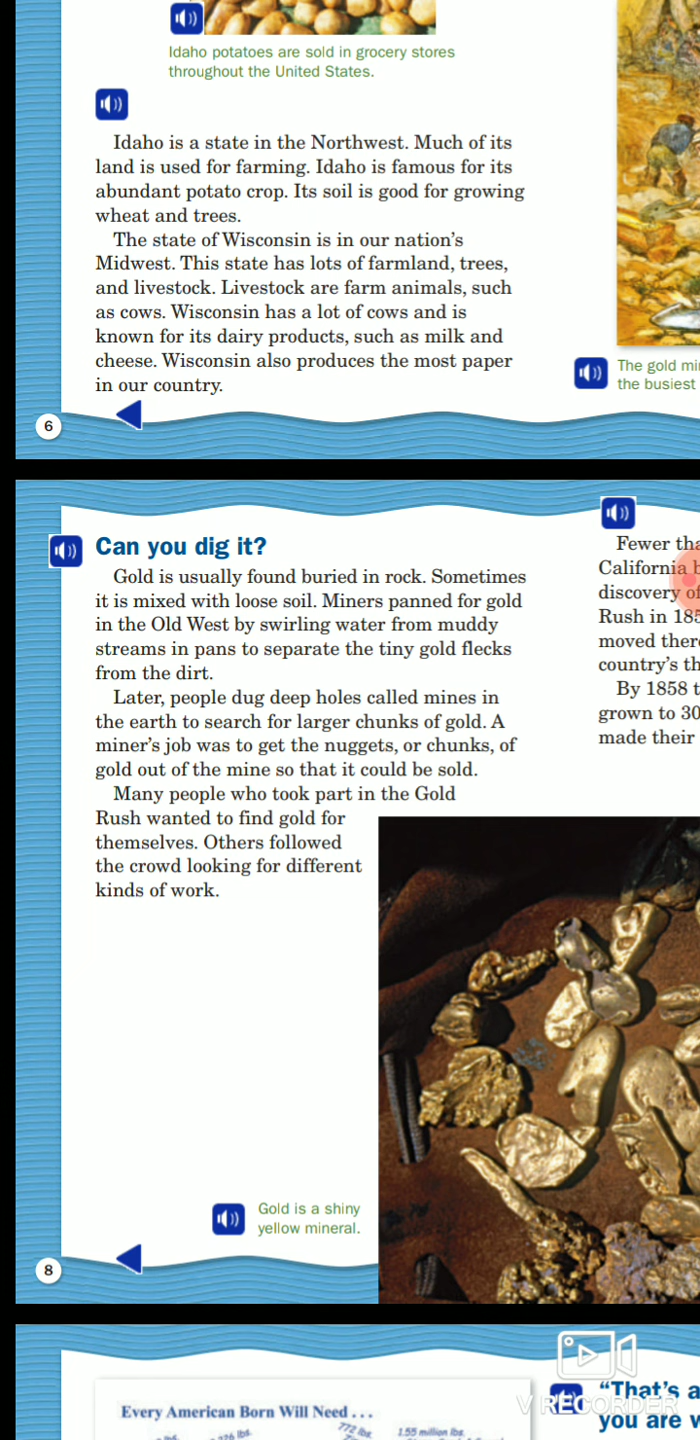 Idaho potatoes are sold in grocery stores
throughout the United States.
Idaho is a state in the Northwest. Much of its
land is used for farming. Idaho is famous for its
abundant potato crop. Its soil is good for growing
wheat and trees.
The state of Wisconsin is in our nation's
Midwest. This state has lots of farmland, trees,
and livestock. Livestock are farm animals, such
as cows. Wisconsin has a lot of cows and is
known for its dairy products, such as milk and
cheese. Wisconsin also produces the most paper
in our country.
6
The gold
the busiest
Can you dig it?
Gold is usually found buried in rock. Sometimes
it is mixed with loose soil. Miners panned for gold
in the Old West by swirling water from muddy
streams in pans to separate the tiny gold flecks
from the dirt.
Later, people dug deep holes called mines in
the earth to search for larger chunks of gold. A
miner's job was to get the nuggets, or chunks, of
gold out of the mine so that it could be sold.
Many people who took part in the Gold
Rush wanted to find gold for
themselves. Others followed
the crowd looking for different
kinds of work.
Gold is a shiny
yellow mineral.
8
Fewer
California
discovery of
Rush in
moved
country's
By 1858
grown to
made their
Every American Born Will Need . . .
772 lbs.
1.55 million lbs.
"That's
you are
V RECORDER